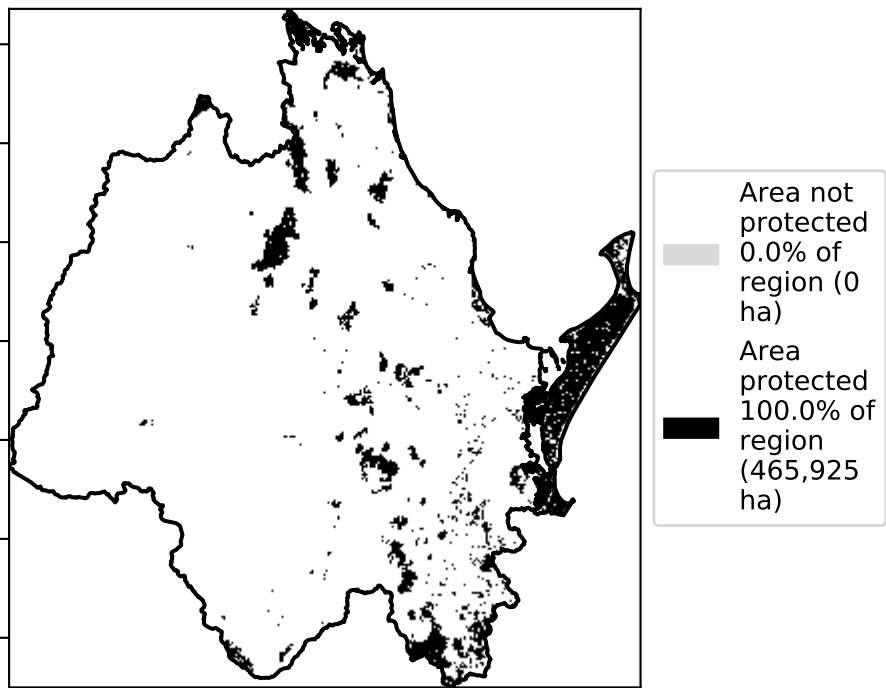 Area not
protected
0.0% of
region (0
ha)
Area
protected
100.0% of
region
(465,925
ha)